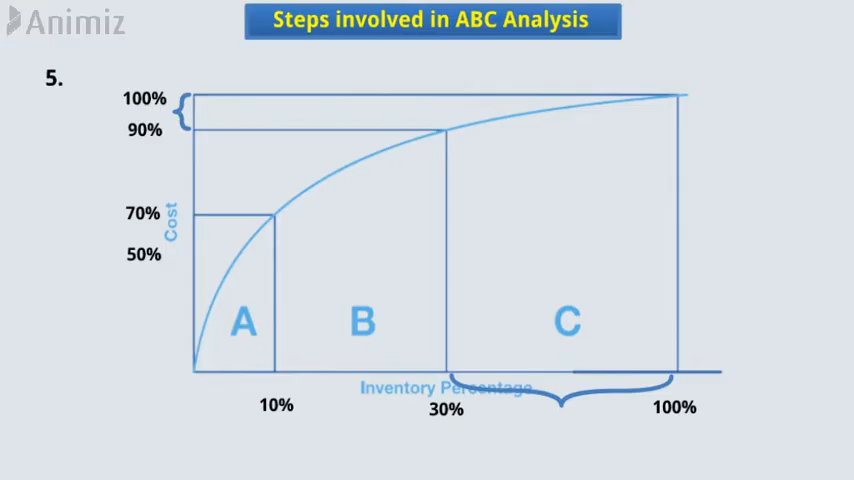 Animiz
Steps involved in ABC Analysis
5.
100%
90%
70%
Cost
50%
A B C
Inventory Percentage
10% 30% 100%